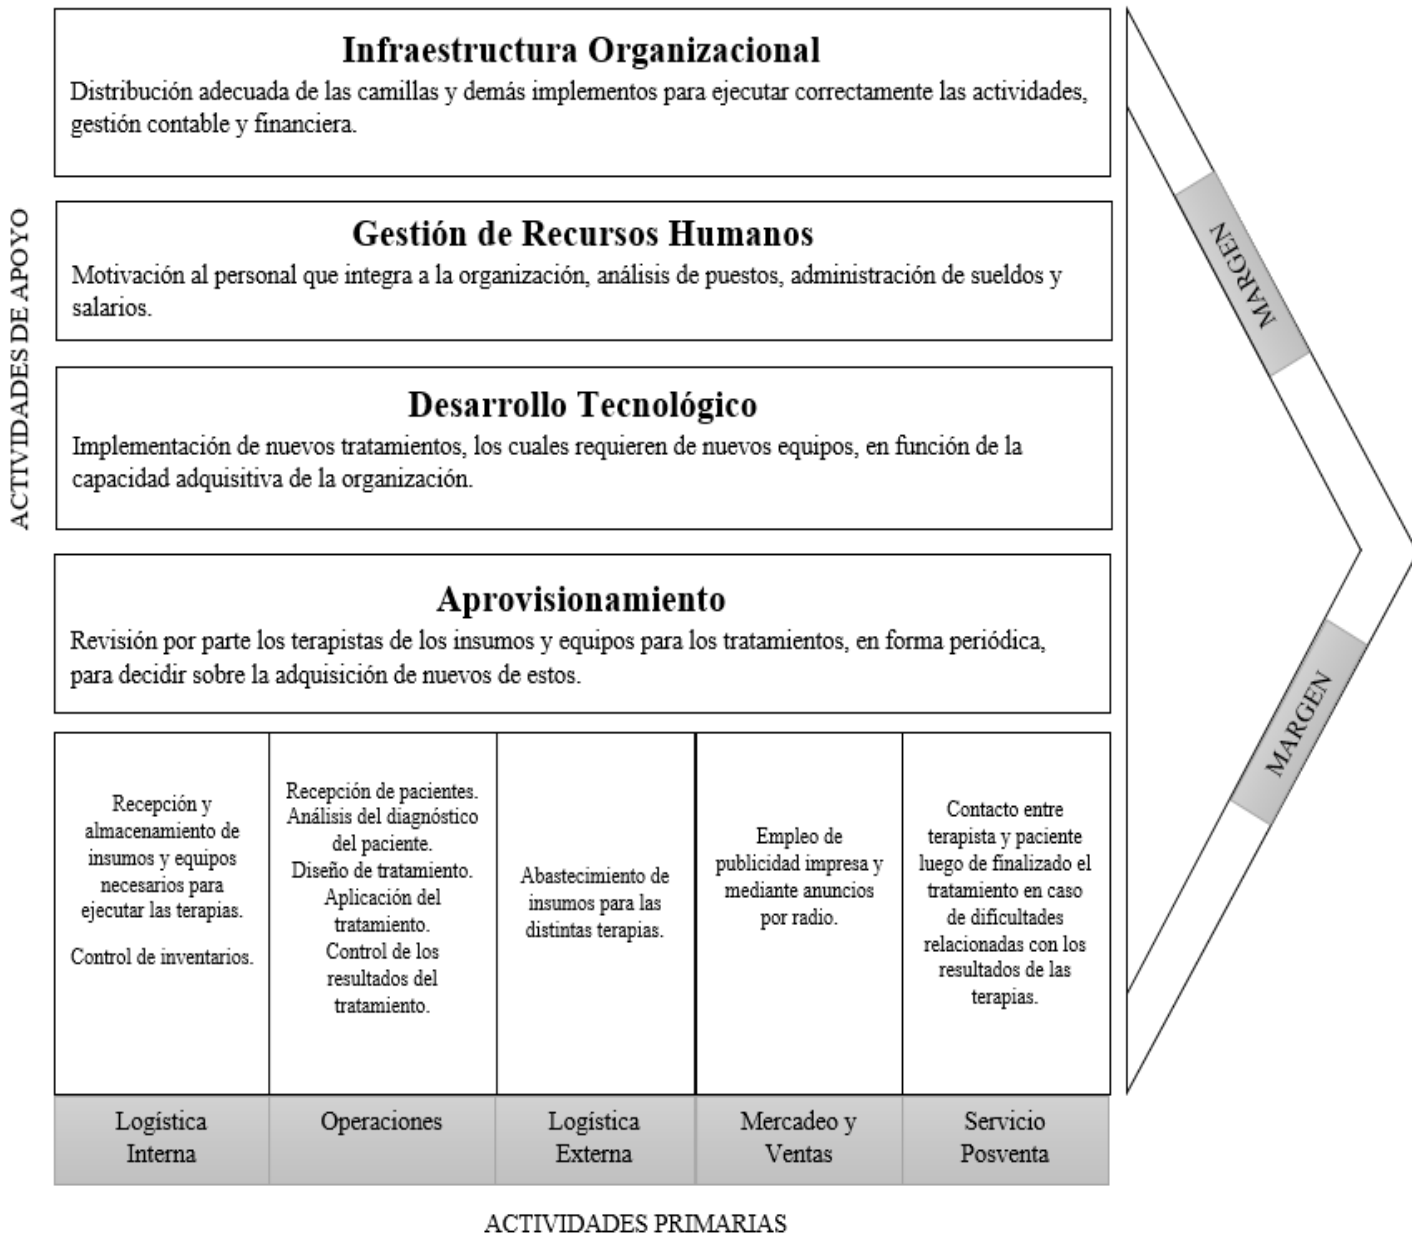 Infraestructura Organizacional
Distribución adecuada de las camillas y demás implementos para ejecutar correctamente las actividades,
gestión contable y financiera.
ACTIVIDADES DE APOYO
Gestión de Recursos Humanos
Motivación al personal que integra a la organización, análisis de puestos, administración de sueldos y
salarios.
Desarrollo Tecnológico
Implementación de nuevos tratamientos, los cuales requieren de nuevos equipos, en función de la
capacidad adquisitiva de la organización.
Aprovisionamiento
Revisión por parte los terapistas de los insumos y equipos para los tratamientos, en forma periódica,
para decidir sobre la adquisición de nuevos de estos.
MARGEN
MARGEN
Recepción y
almacenamiento de
insumos y equipos
necesarios para
ejecutar las terapias.
Control de inventarios.
Recepción de pacientes.
Análisis del diagnóstico
del paciente.
Diseño de tratamiento.
Aplicación del
tratamiento.
Control de los
resultados del
tratamiento.
Abastecimiento de
insumos para las
distintas terapias.
Empleo de
publicidad impresa y
mediante anuncios
por radio.
Contacto entre
terapista y paciente
luego de finalizado el
tratamiento en caso
de dificultades
relacionadas con los
resultados de las
terapias.
Logística
Interna
Operaciones
Logística
Externa
Mercadeo y
Ventas
Servicio
Posventa
ACTIVIDADES PRIMARIAS